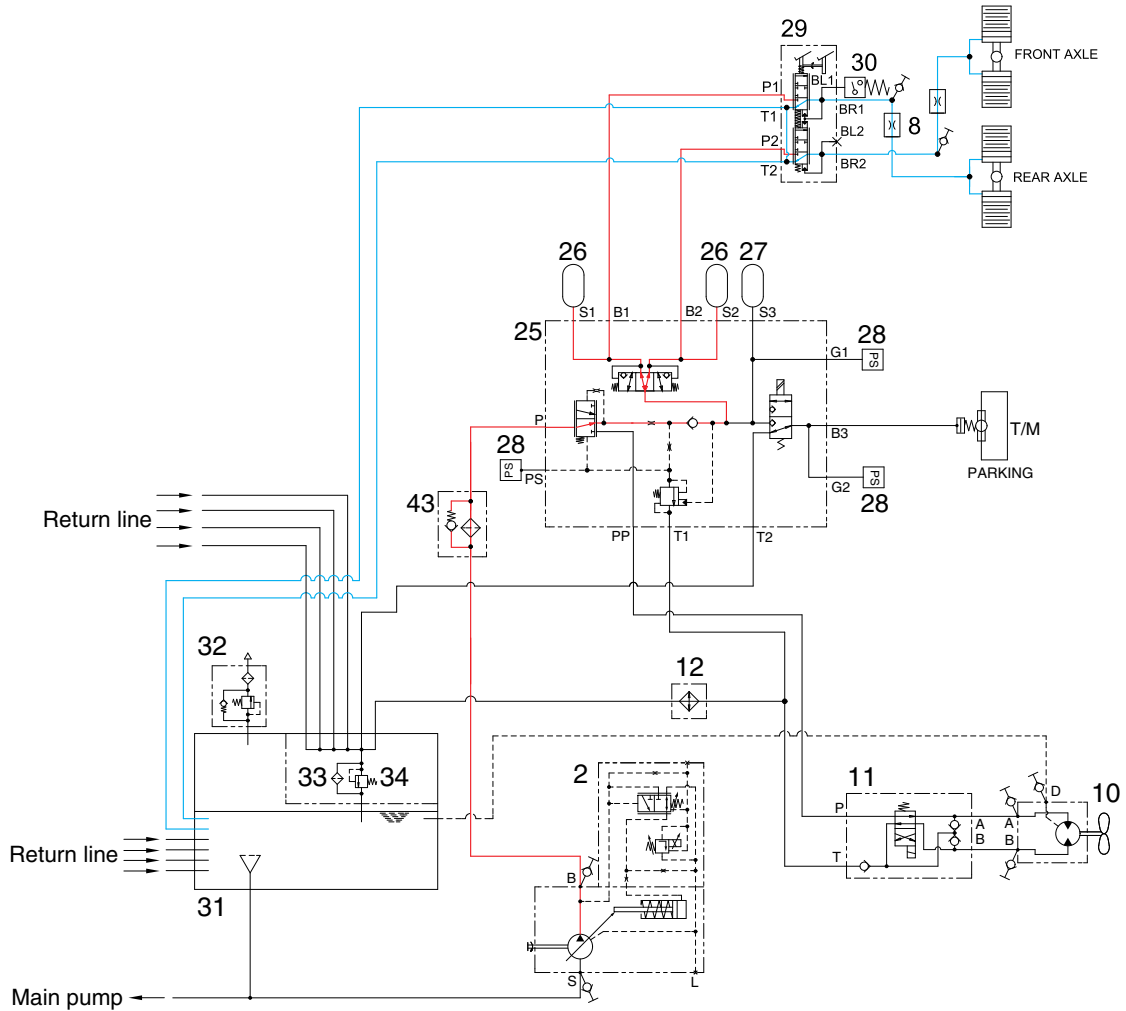 29
30
FRONT AXLE
P1
BL1
T1
BR1
8
P2
BL2
T2
BR2
REAR AXLE
26
26
27
S1
B1
B2
S2
S3
25
G1
28
PS
P
B3
T/M
PARKING
28
PS
PS
G2
PS
28
43
Return line
PP
T1
T2
32
12
33
34
2
11
D
10
P
A
A
B
B
T
Return line
31
B
S
L
Main pump